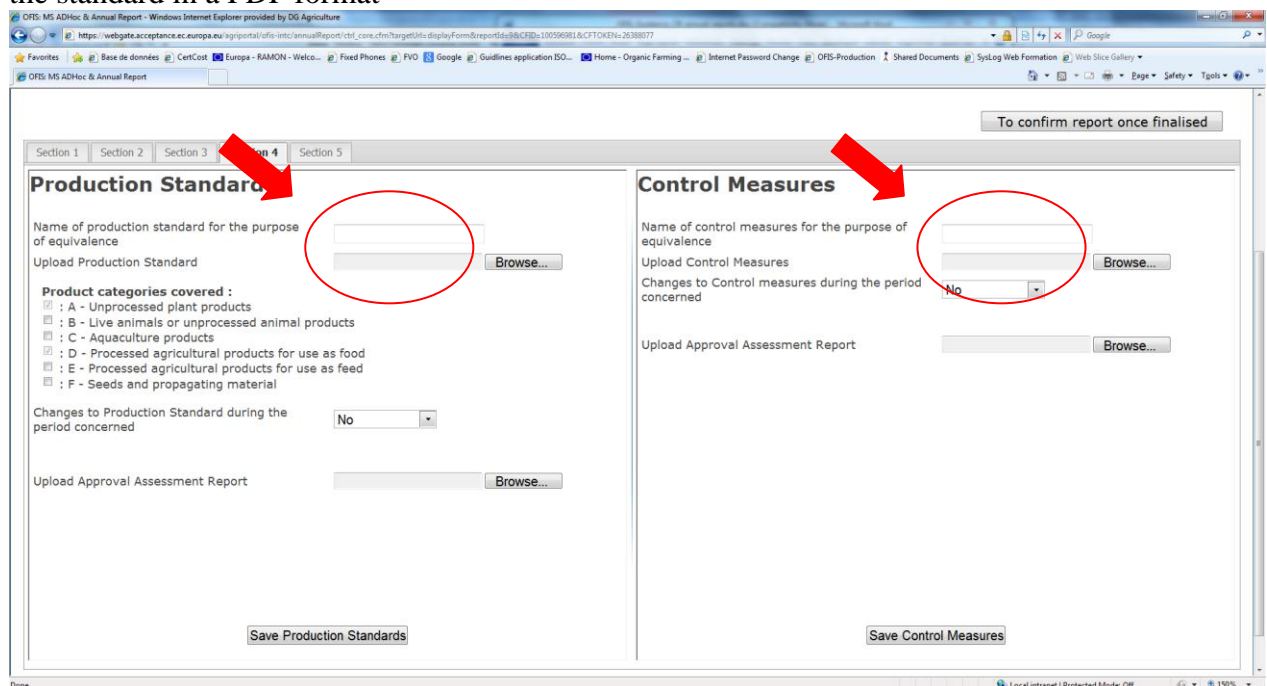 the standard in a PDF format
OFIS: MS ADHoc & Annual Report - Windows Internet Explorer provided by DG Agriculture
https://webgate.acceptance.ec.europa.eu/agriportal/ofis-intc/annualReport/ctrl_core.cfm?targetUrl=displayForm&reportId=9&CFID=100596981&CFTOKEN=26388077
Google
Favorites Base de données CertCost Europa - RAMON - Welco... Fixed Phones FVO Google Guidlines application ISO... Home - Organic Farming ... Internet Password Change OFIS-Production Shared Documents SysLog Web Formation Web Slice Gallery
OFIS: MS ADHoc & Annual Report
Page Safety Tools
To confirm report once finalised
Section 1 Section 2 Section 3 4 Section 5
Production Standard
Name of production standard for the purpose
of equivalence
Upload Production Standard Browse...
Product categories covered :
: A - Unprocessed plant products
: B - Live animals or unprocessed animal products
: C - Aquaculture products
: D - Processed agricultural products for use as food
: E - Processed agricultural products for use as feed
: F - Seeds and propagating material
Changes to Production Standard during the
period concerned
No
Upload Approval Assessment Report Browse...
Save Production Standards
Control Measures
Name of control measures for the purpose of
equivalence
Upload Control Measures Browse...
Changes to Control measures during the period
concerned
No
Upload Approval Assessment Report Browse...
Save Control Measures
Done
Local intranet | Protected Mode: Off
150%